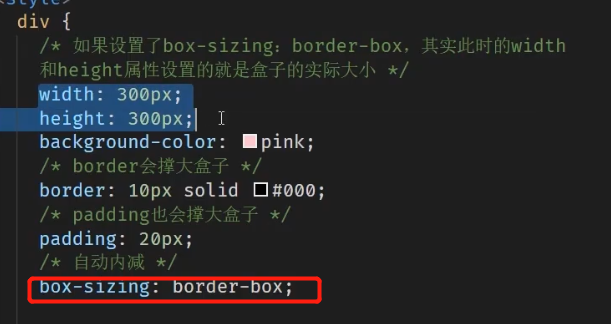 <style>
div {
/* 如果设置了box-sizing: border-box，其实此时的width
和height属性设置的就是盒子的实际大小 */
width: 300px;
height: 300px;
background-color: pink;
/* border会撑大盒子 */
border: 10px solid #000;
/* padding也会撑大盒子 */
padding: 20px;
/* 自动内减 */
box-sizing: border-box;